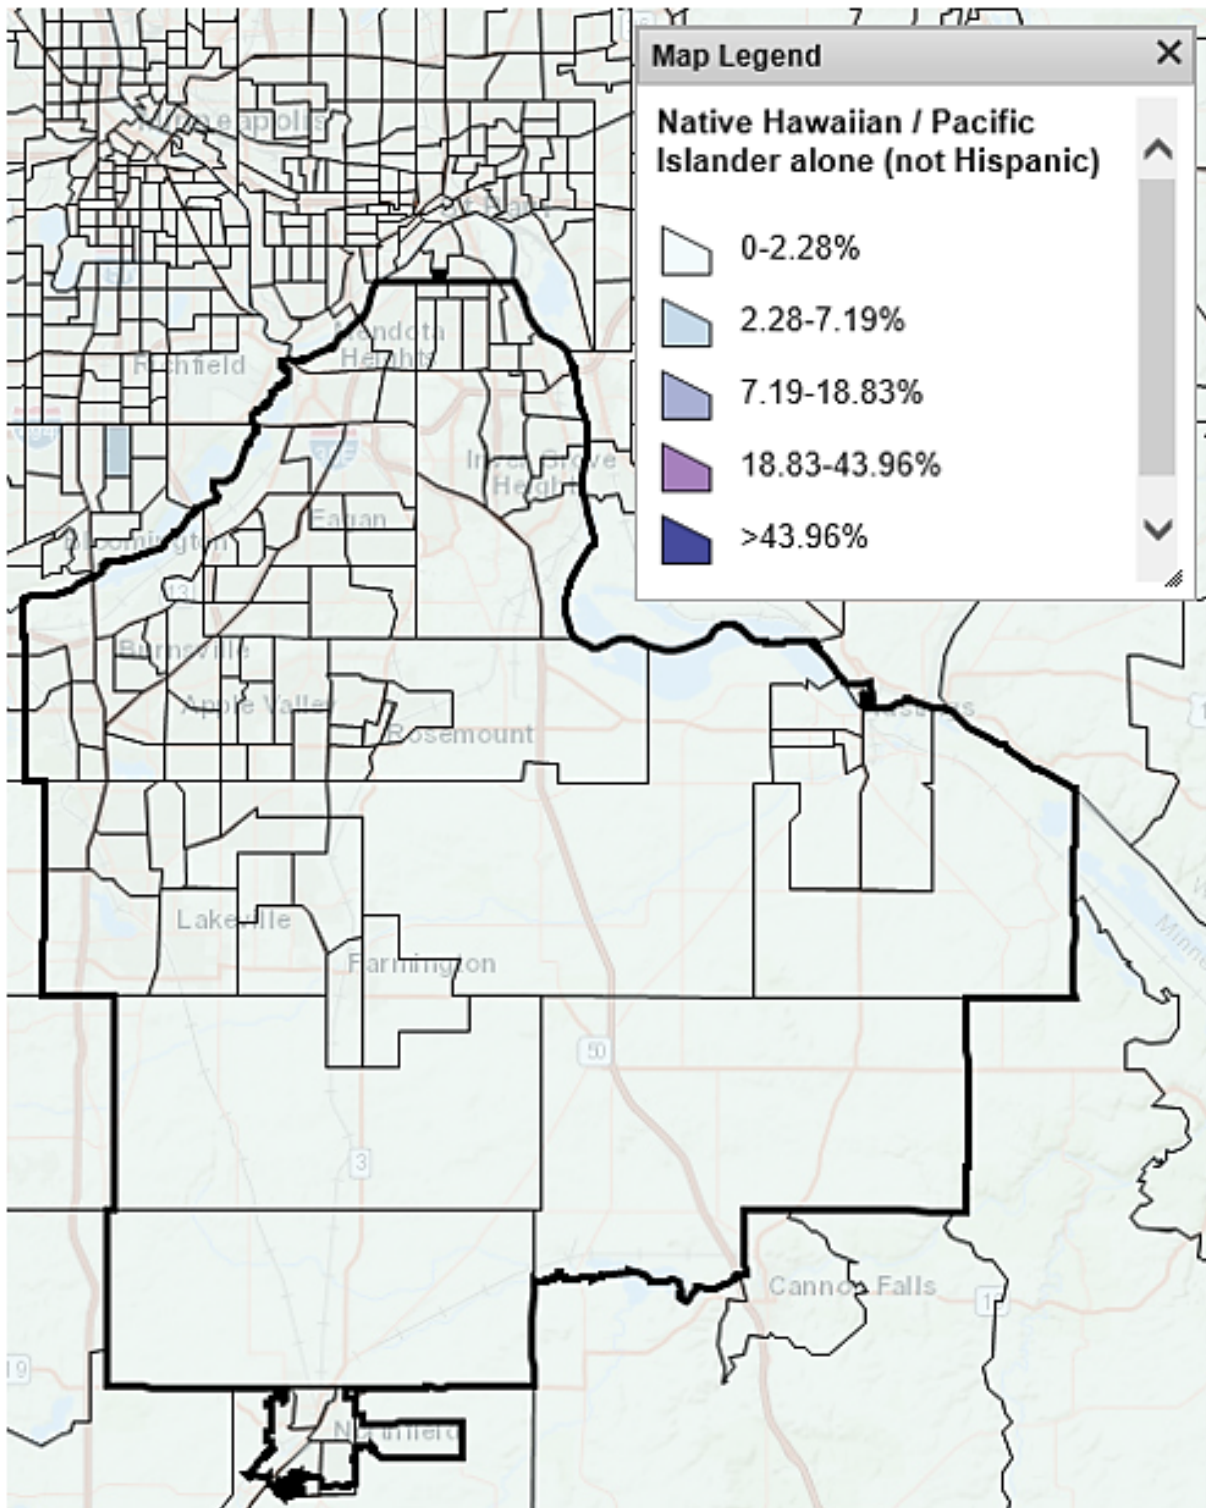 Map Legend
Native Hawaiian / Pacific
Islander alone (not Hispanic)
0-2.28%
2.28-7.19%
7.19-18.83%
18.83-43.96%
>43.96%
Minneapolis
Mendota
Heights
Richfield
Inver Grove
Heights
Eagan
Bloomington
13
Burnsville
Apple Valley
Rosemount
Lakeville
Farmington
50
3
Cannon Falls
19
Northfield